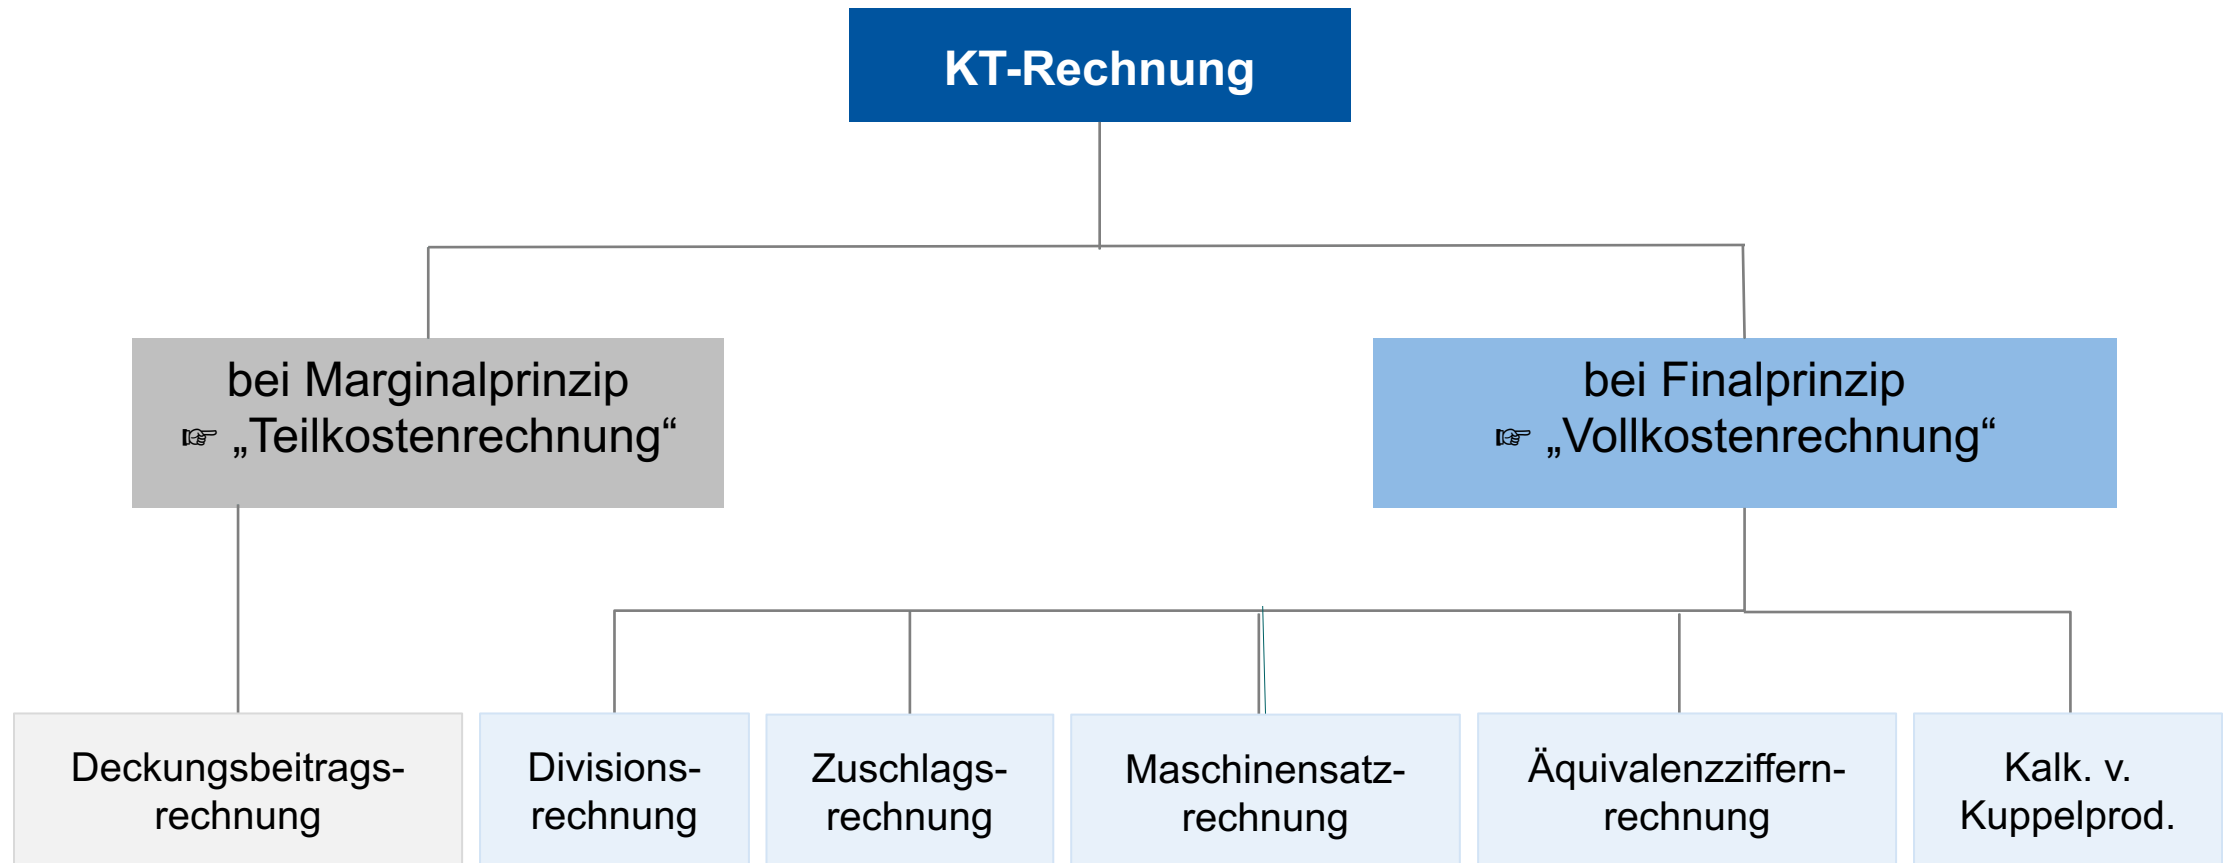 KT-Rechnung
bei Marginalprinzip
☞ „Teilkostenrechnung“
bei Finalprinzip
☞ „Vollkostenrechnung“
Deckungsbeitrags-
rechnung
Divisions-
rechnung
Zuschlags-
rechnung
Maschinensatz-
rechnung
Äquivalenzziffern-
rechnung
Kalk. v.
Kuppelprod.